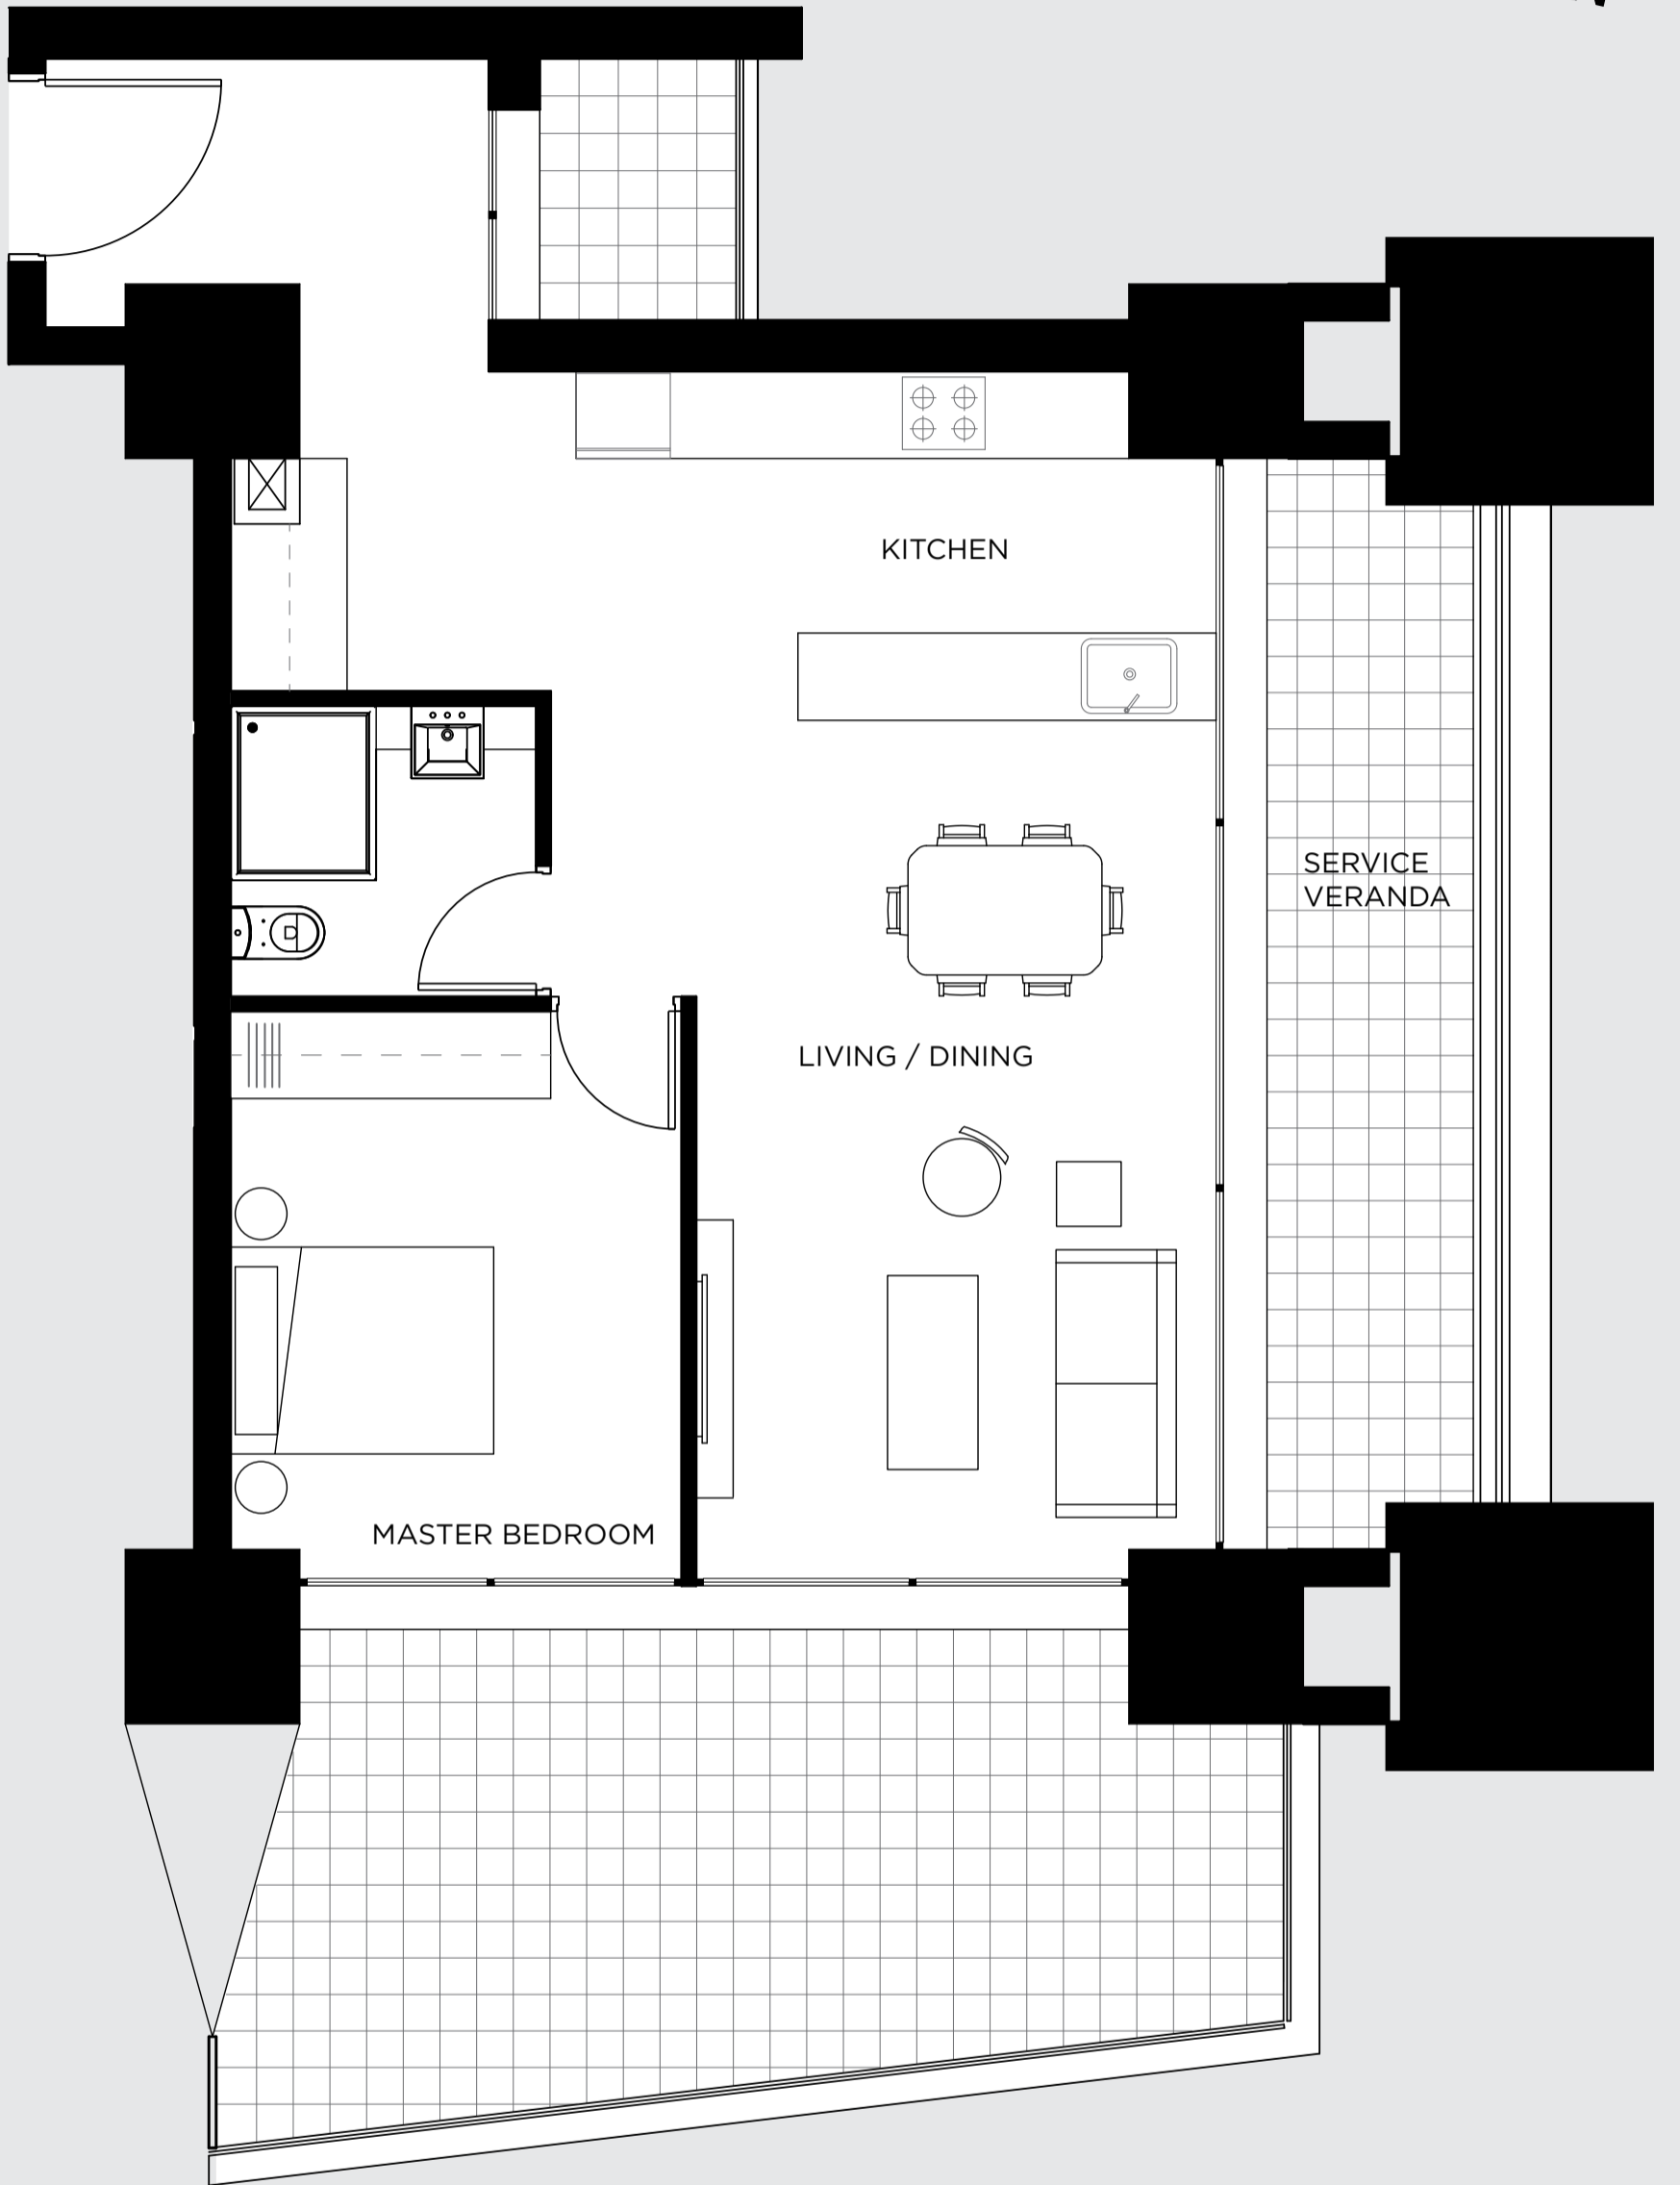 KITCHEN
SERVICE
VERANDA
LIVING / DINING
MASTER BEDROOM